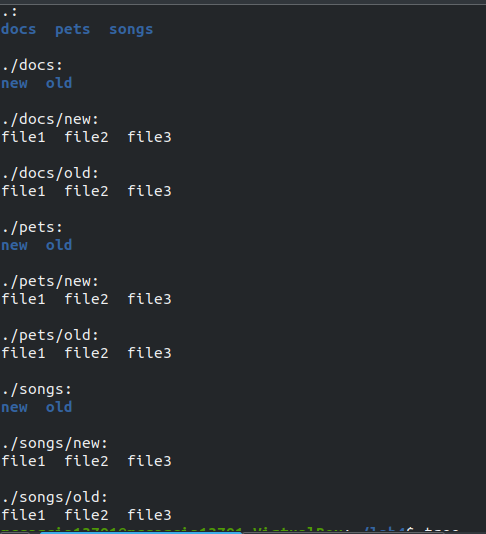 .:
docs  pets  songs

./docs:
new  old

./docs/new:
file1  file2  file3

./docs/old:
file1  file2  file3

./pets:
new  old

./pets/new:
file1  file2  file3

./pets/old:
file1  file2  file3

./songs:
new  old

./songs/new:
file1  file2  file3

./songs/old:
file1  file2  file3
$ tree